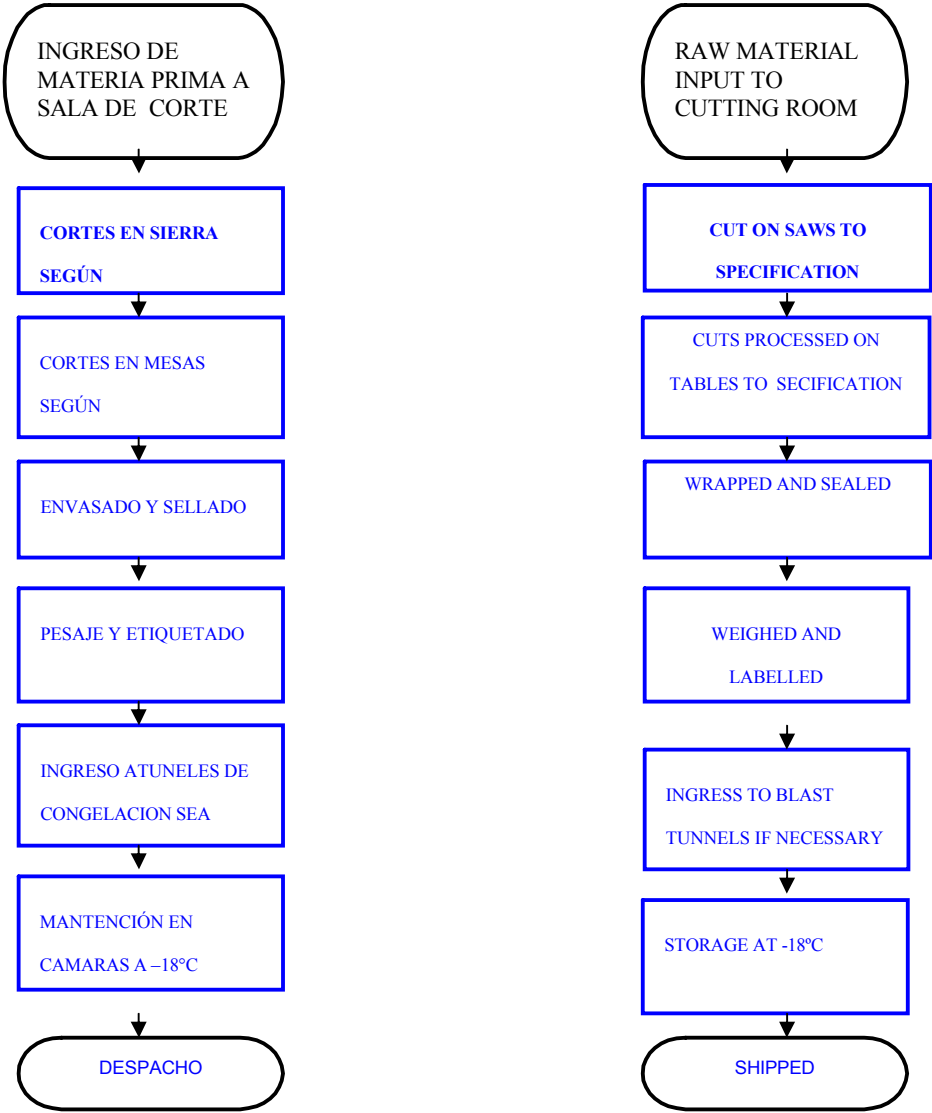 INGRESO DE
MATERIA PRIMA A
SALA DE CORTE
CORTES EN SIERRA
SEGÚN
CORTES EN MESAS
SEGÚN
ENVASADO Y SELLADO
PESAJE Y ETIQUETADO
INGRESO ATUNELES DE
CONGELACION SEA
MANTENCIÓN EN
CAMARAS A –18°C
DESPACHO
RAW MATERIAL
INPUT TO
CUTTING ROOM
CUT ON SAWS TO
SPECIFICATION
CUTS PROCESSED ON
TABLES TO SECIFICATION
WRAPPED AND SEALED
WEIGHED AND
LABELLED
INGRESS TO BLAST
TUNNELS IF NECESSARY
STORAGE AT -18ºC
SHIPPED